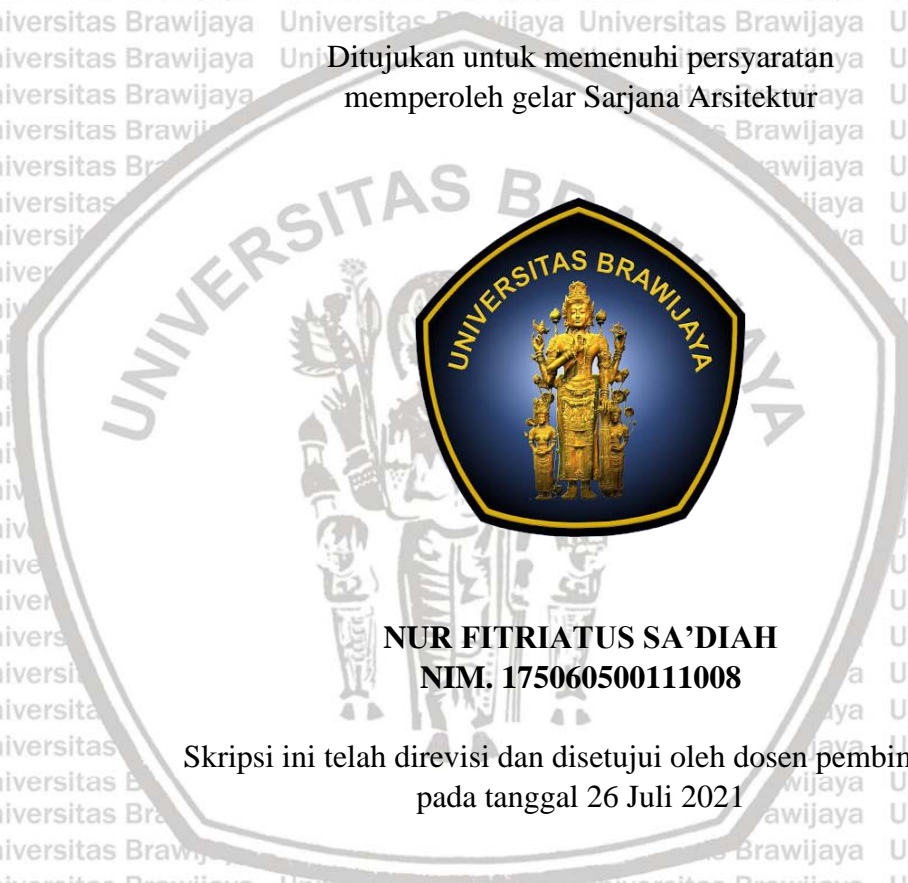 Ditujukan untuk memenuhi persyaratan
memperoleh gelar Sarjana Arsitektur
UNIVERSITAS BRAWIJAYA
NUR FITRIATUS SA’DIAH
NIM. 175060500111008
Skripsi ini telah direvisi dan disetujui oleh dosen pembin
pada tanggal 26 Juli 2021